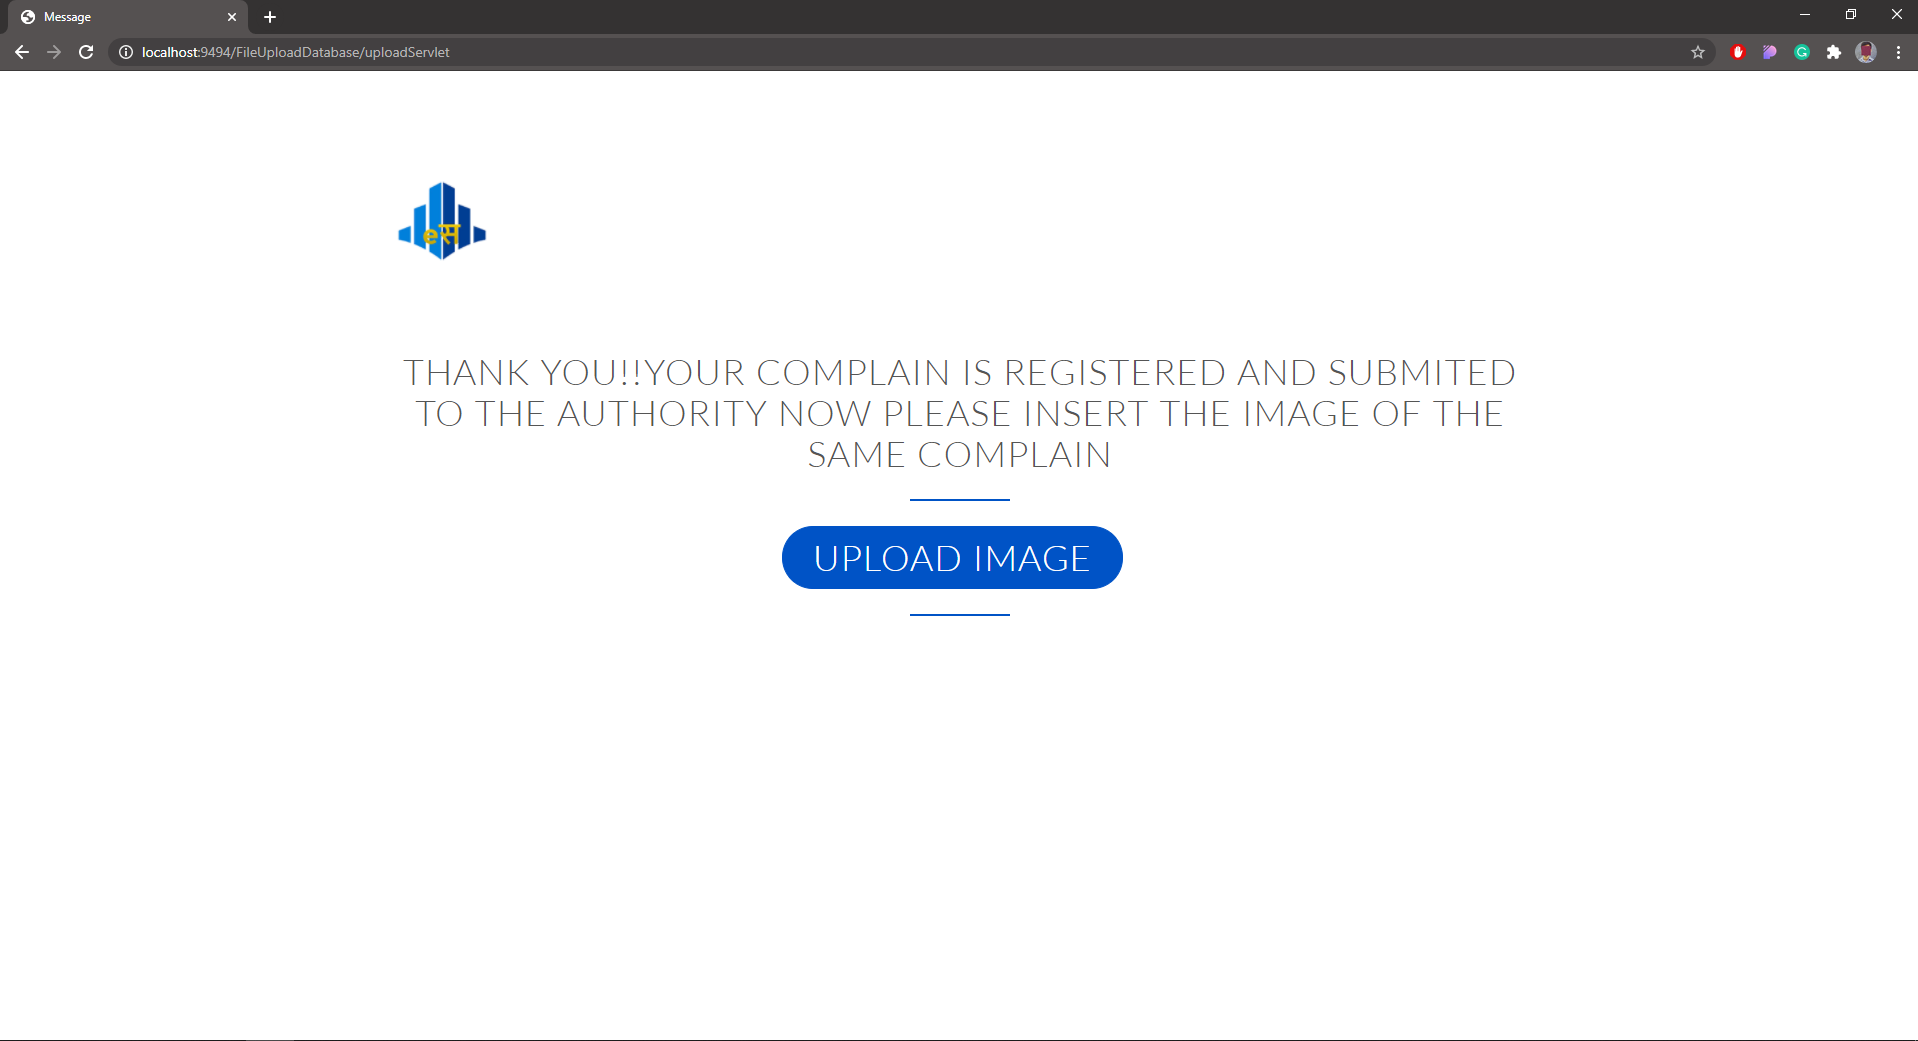 Message
localhost:9494/FileUploadDatabase/uploadServlet
eस
THANK YOU!!YOUR COMPLAIN IS REGISTERED AND SUBMITED
TO THE AUTHORITY NOW PLEASE INSERT THE IMAGE OF THE
SAME COMPLAIN
UPLOAD IMAGE